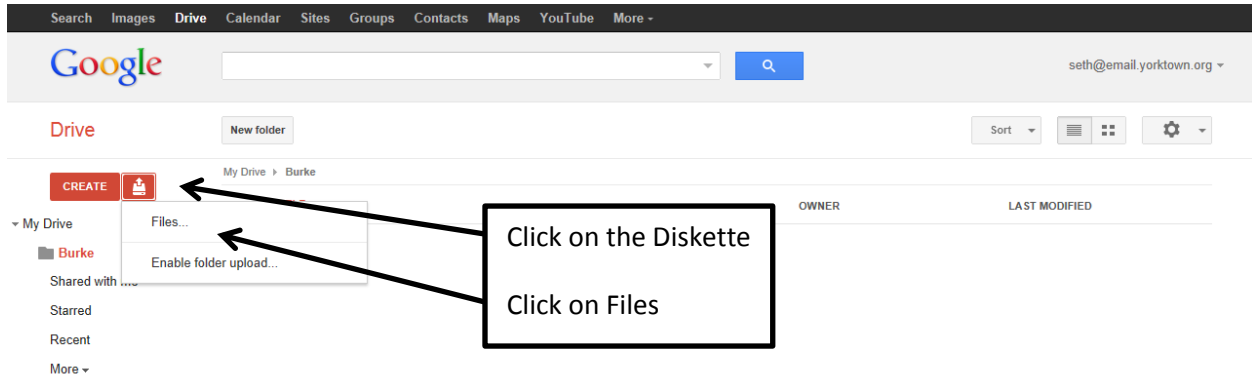 Search Images Drive Calendar Sites Groups Contacts Maps YouTube More
Google
seth@email.yorktown.org
Drive
New folder
Sort
CREATE
My Drive Burke
OWNER
LAST MODIFIED
Files...
Enable folder upload...
My Drive
Burke
Shared with
Starred
Recent
More
Click on the Diskette
Click on Files